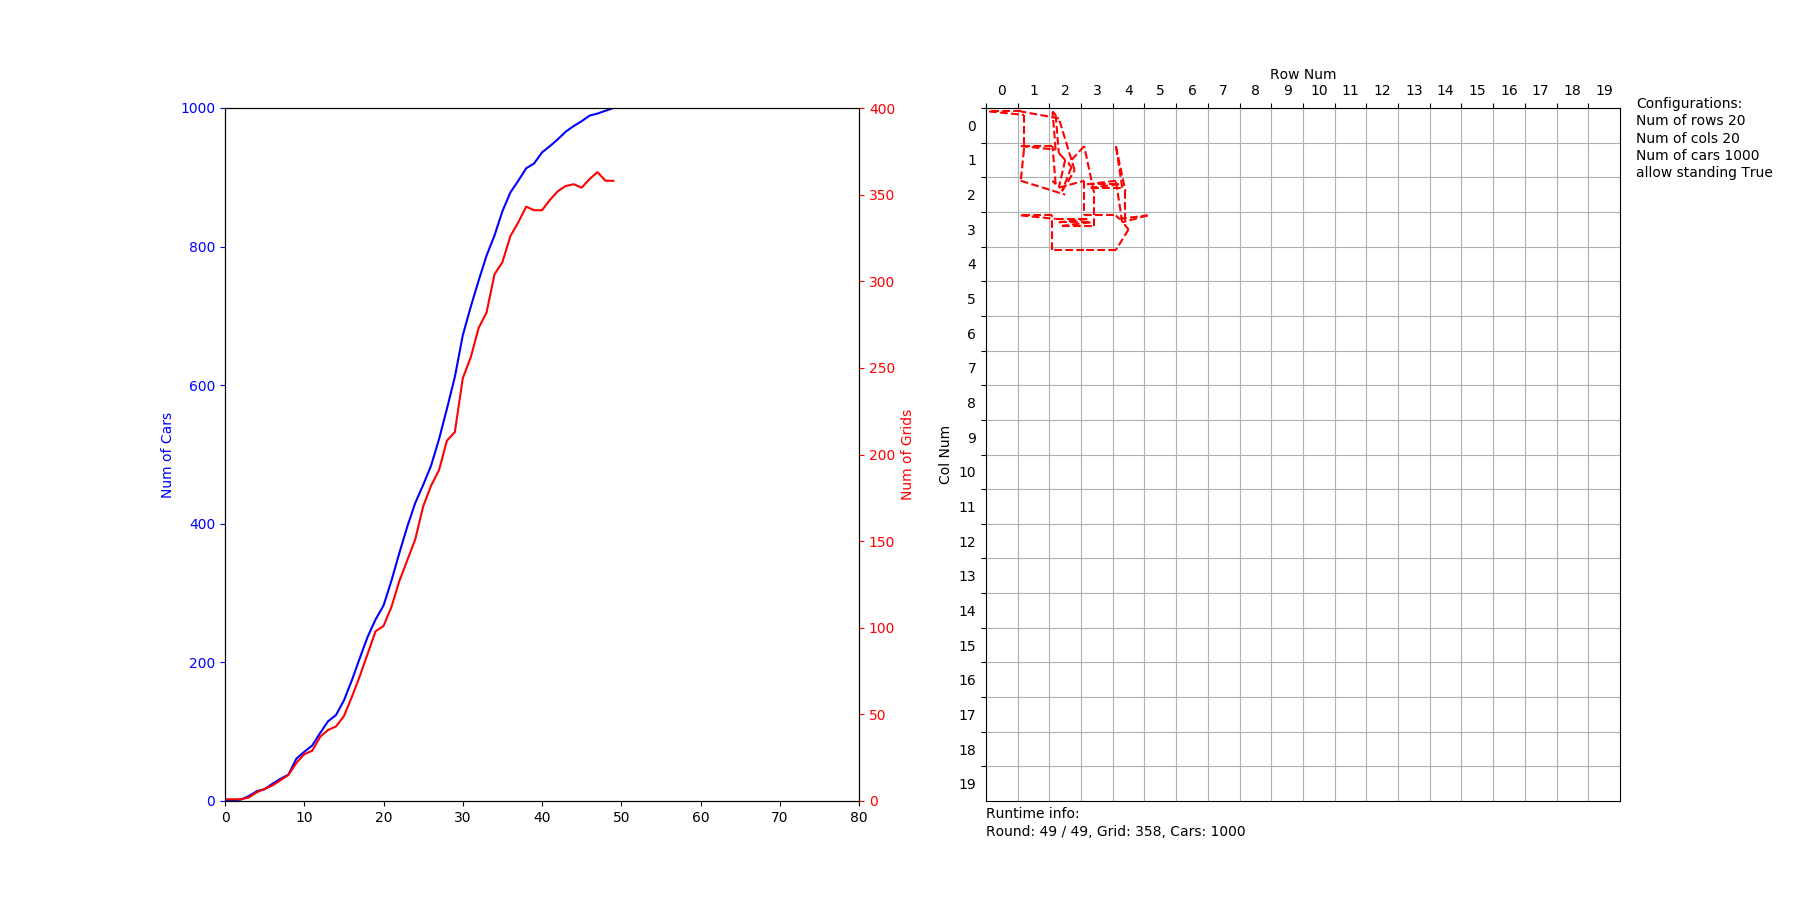 1000
800
600
400
200
0
Num of Cars
0 10 20 30 40 50 60 70 80
400
350
300
250
200
150
100
50
0
Num of Grids
Row Num
0 1 2 3 4 5 6 7 8 9 10 11 12 13 14 15 16 17 18 19
Col Num
0
1
2
3
4
5
6
7
8
9
10
11
12
13
14
15
16
17
18
19
Configurations:
Num of rows 20
Num of cols 20
Num of cars 1000
allow standing True
Runtime info:
Round: 49 / 49, Grid: 358, Cars: 1000